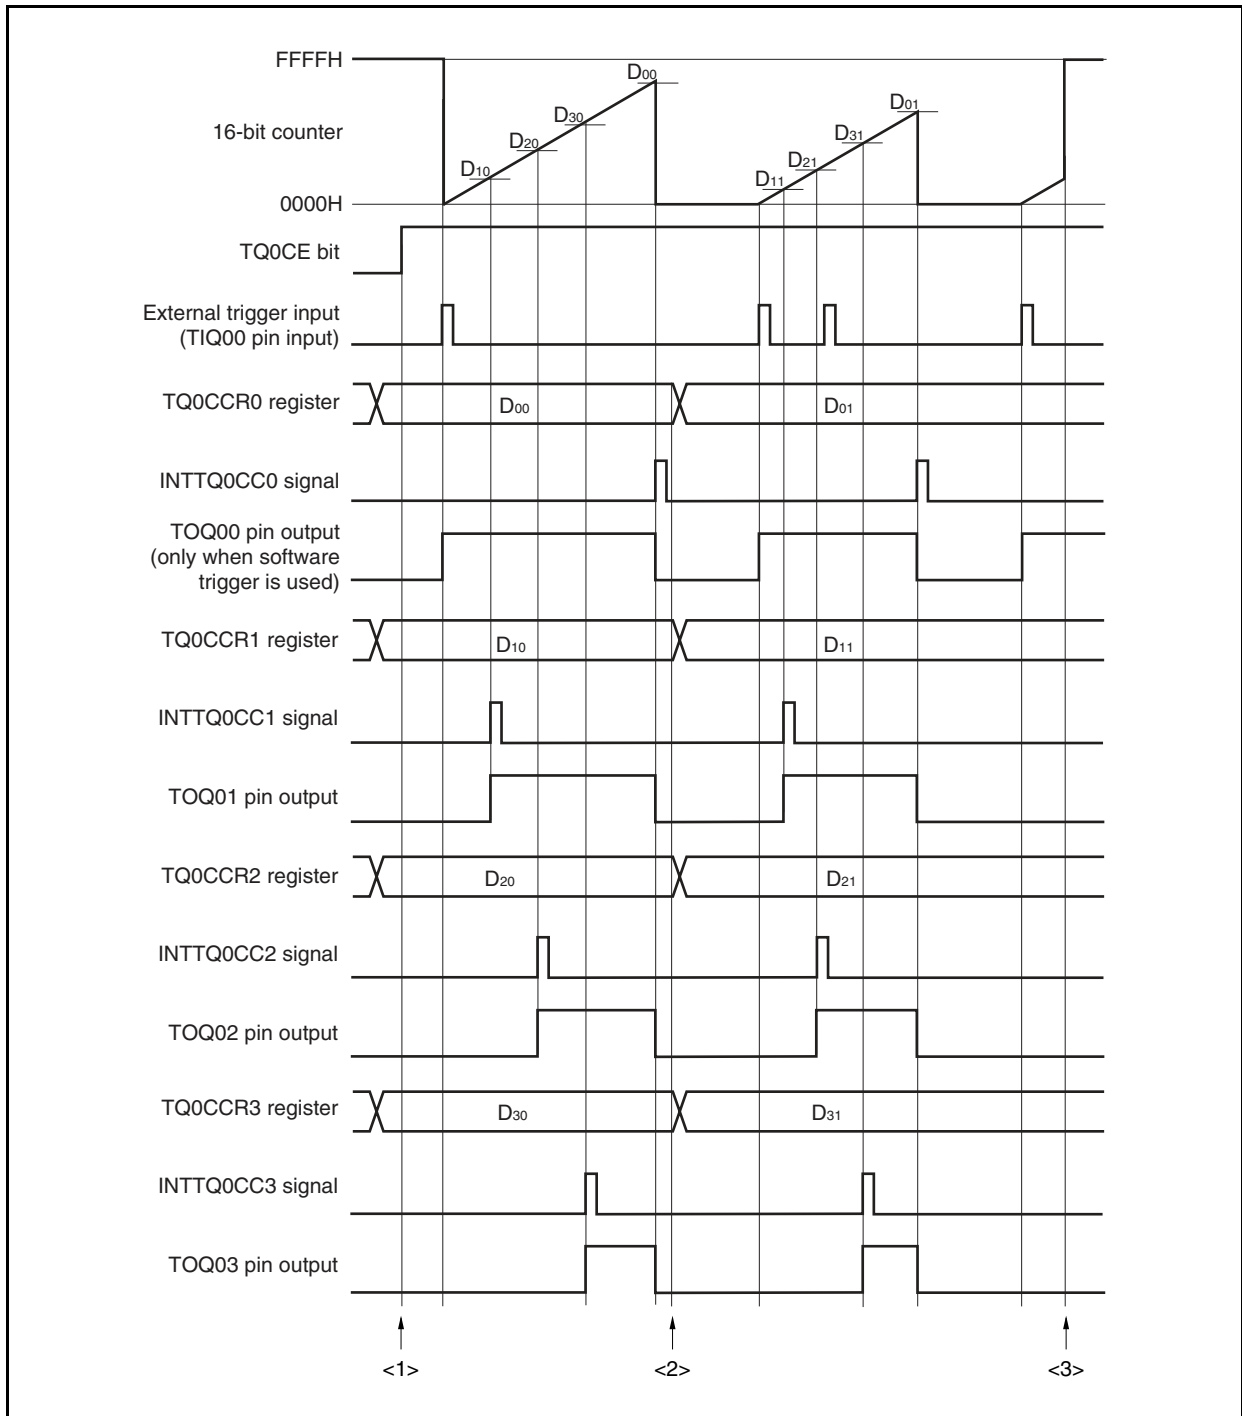 FFFFH
D00
D30
D01
16-bit counter
D20
D31
D10
D21
D11
0000H
TQ0CE bit
External trigger input
(TIQ00 pin input)
TQ0CCR0 register
D00
D01
INTTQ0CC0 signal
TOQ00 pin output
(only when software
trigger is used)
TQ0CCR1 register
D10
D11
INTTQ0CC1 signal
TOQ01 pin output
TQ0CCR2 register
D20
D21
INTTQ0CC2 signal
TOQ02 pin output
TQ0CCR3 register
D30
D31
INTTQ0CC3 signal
TOQ03 pin output
<1>
<2>
<3>